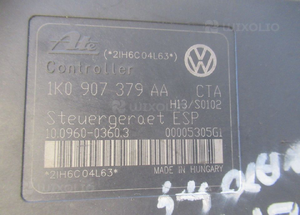 Ate (*2IH6C04L63*)
Controller
1K0 907 379 AA CTA
H13/S0102
Steuergeraet ESP
10.0960-0360.3 00005305G1
MADE IN HUNGARY
*2IH6C04L63*